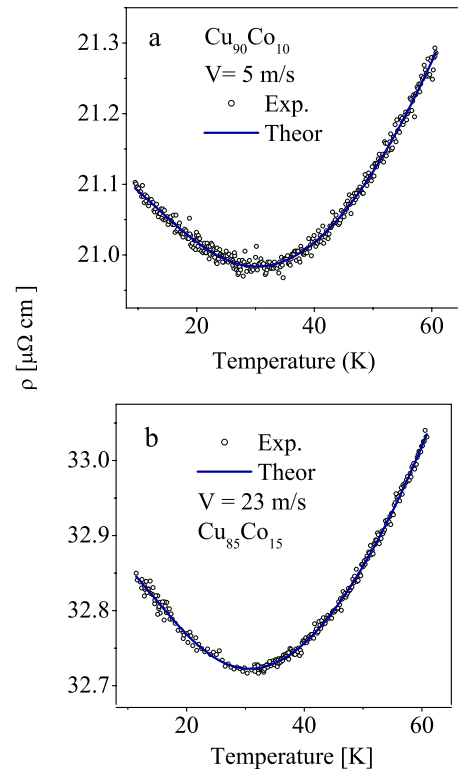 ρ [μΩ cm]
a
Cu90Co10
V= 5 m/s
Exp.
Theor
21.3
21.2
21.1
21.0
20
40
60
Temperature (K)
b
Exp.
Theor
V = 23 m/s
Cu85Co15
33.0
32.9
32.8
32.7
20
40
60
Temperature [K]